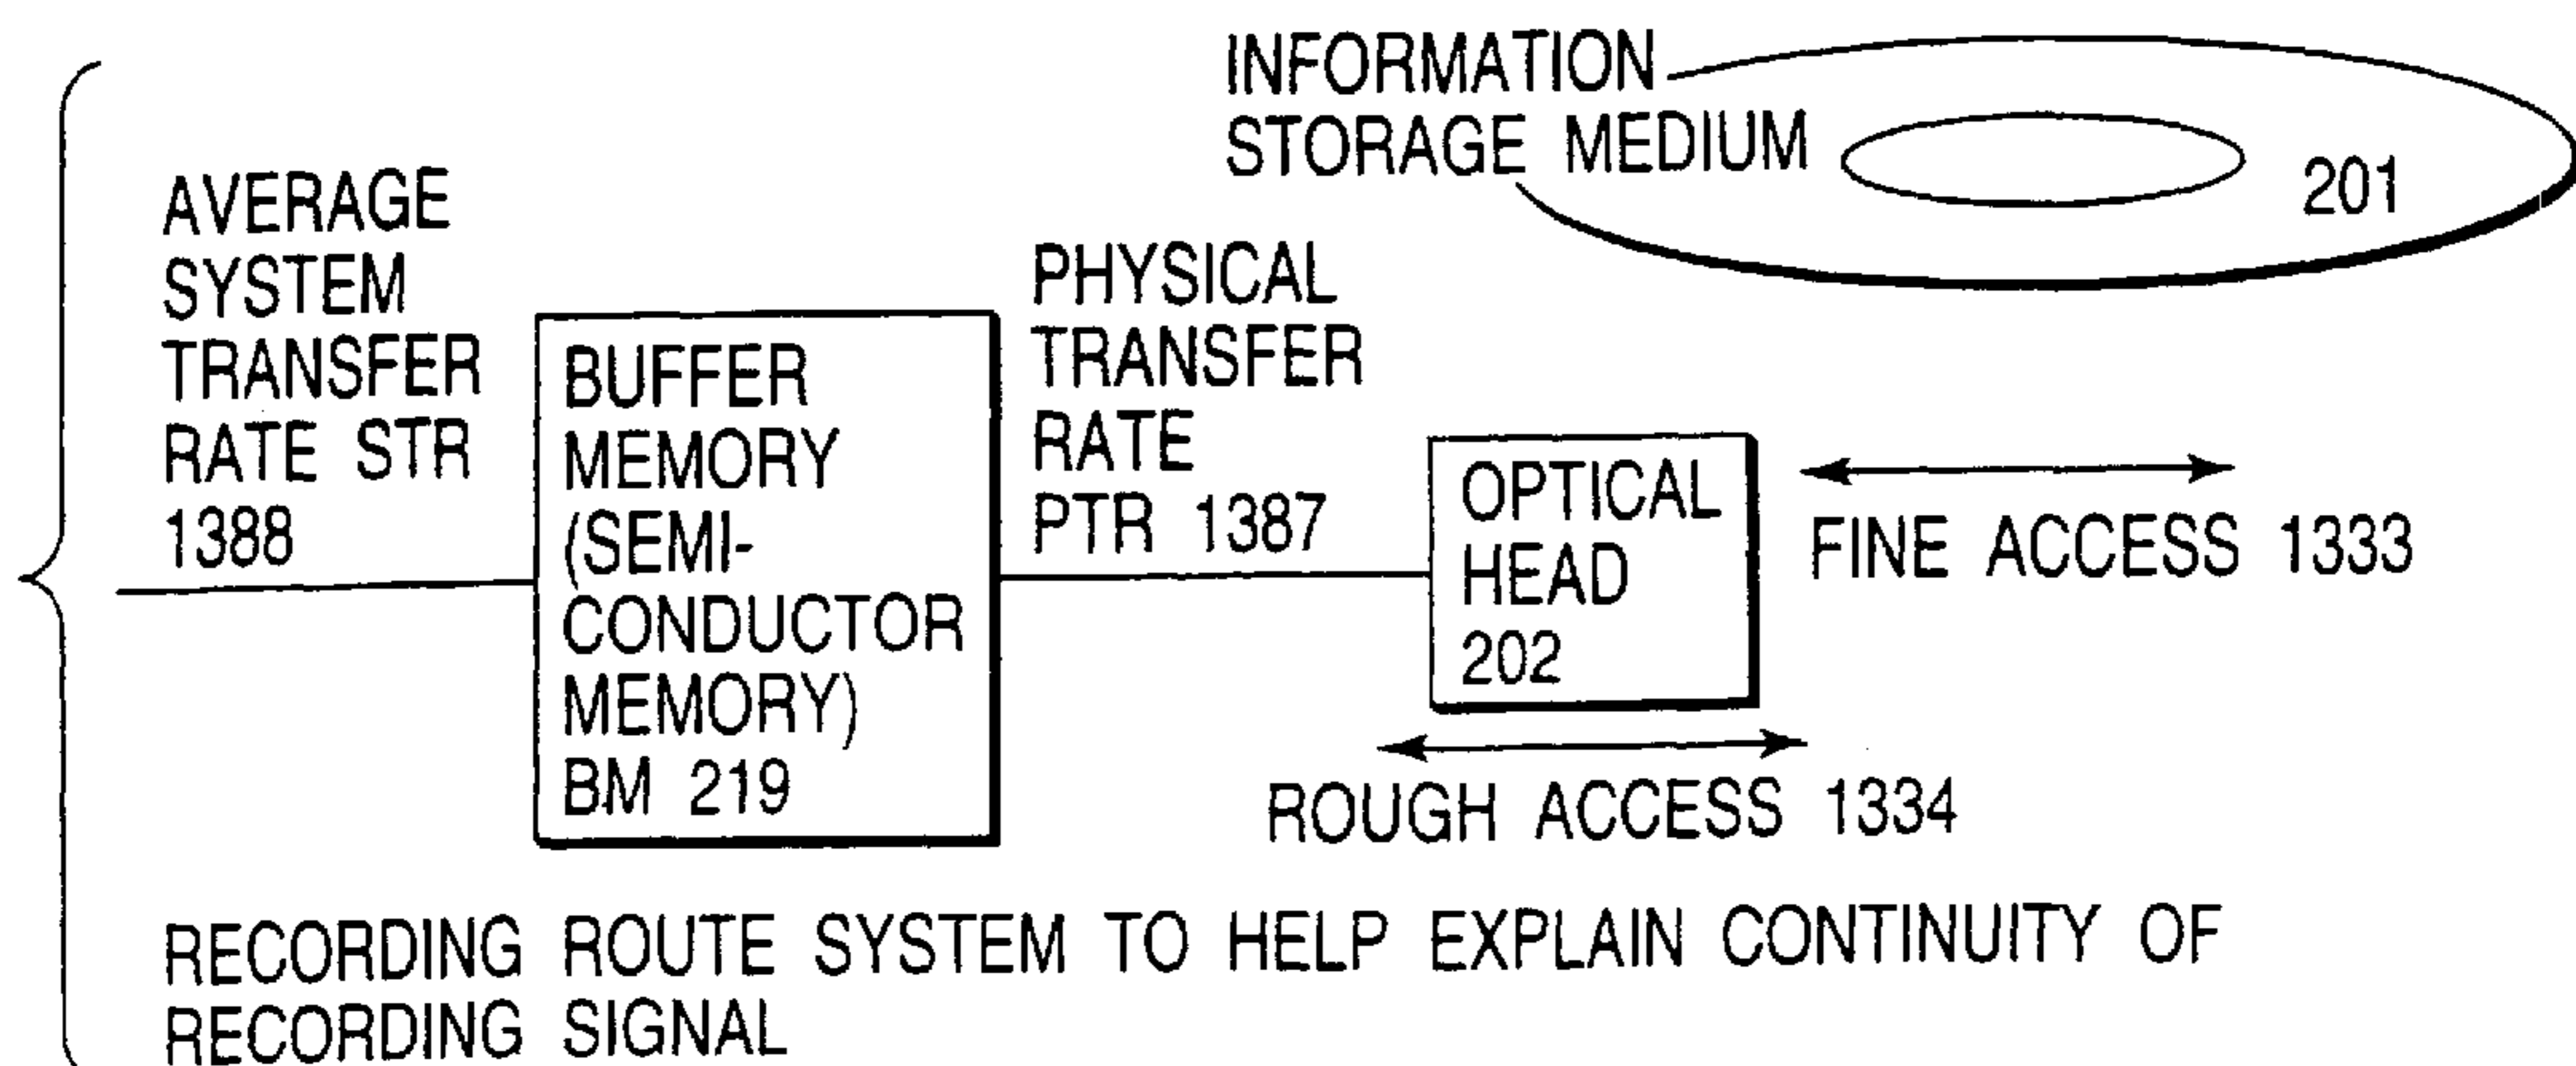 INFORMATION
STORAGE MEDIUM
201
AVERAGE
SYSTEM
TRANSFER
RATE STR
1388
BUFFER
MEMORY
(SEMI-
CONDUCTOR
MEMORY)
BM 219
PHYSICAL
TRANSFER
RATE
PTR 1387
OPTICAL
HEAD
202
FINE ACCESS 1333
ROUGH ACCESS 1334
RECORDING ROUTE SYSTEM TO HELP EXPLAIN CONTINUITY OF
RECORDING SIGNAL